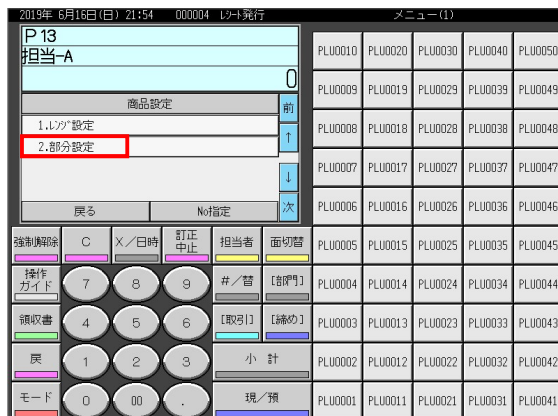 2019年 6月16日(日) 21:54 000004 レシート発行 メニュー(1)
P13
担当-A
0
商品設定
前
1.レンジ設定
↑
2.部分設定
↓
戻る No指定 次
強制解除 C X/日時 訂正中止 担当者 面切替
操作ガイド 7 8 9 #/替 [部門]
領収書 4 5 6 [取引] [締め]
戻 1 2 3 小 計
モード 0 00 . 現/預
PLU0010 PLU0020 PLU0030 PLU0040 PLU0050
PLU0009 PLU0019 PLU0029 PLU0039 PLU0049
PLU0008 PLU0018 PLU0028 PLU0038 PLU0048
PLU0007 PLU0017 PLU0027 PLU0037 PLU0047
PLU0006 PLU0016 PLU0026 PLU0036 PLU0046
PLU0005 PLU0015 PLU0025 PLU0035 PLU0045
PLU0004 PLU0014 PLU0024 PLU0034 PLU0044
PLU0003 PLU0013 PLU0023 PLU0033 PLU0043
PLU0002 PLU0012 PLU0022 PLU0032 PLU0042
PLU0001 PLU0011 PLU0021 PLU0031 PLU0041